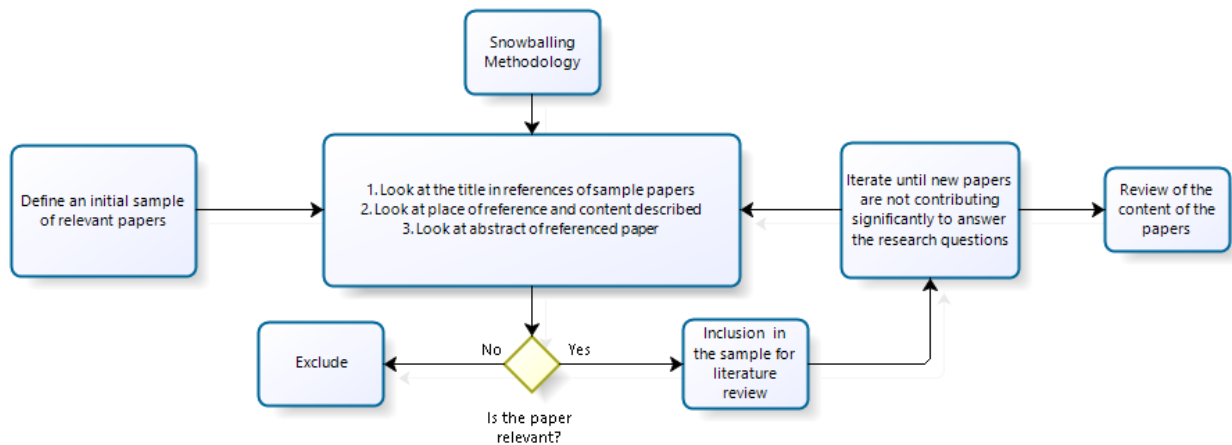 Snowballing
Methodology
Define an initial sample
of relevant papers
1. Look at the title in references of sample papers
2. Look at place of reference and content described
3. Look at abstract of referenced paper
Iterate until new papers
are not contributing
significantly to answer
the research questions
Review of the
content of the
papers
Exclude
No
Yes
Is the paper
relevant?
Inclusion in
the sample for
literature
review